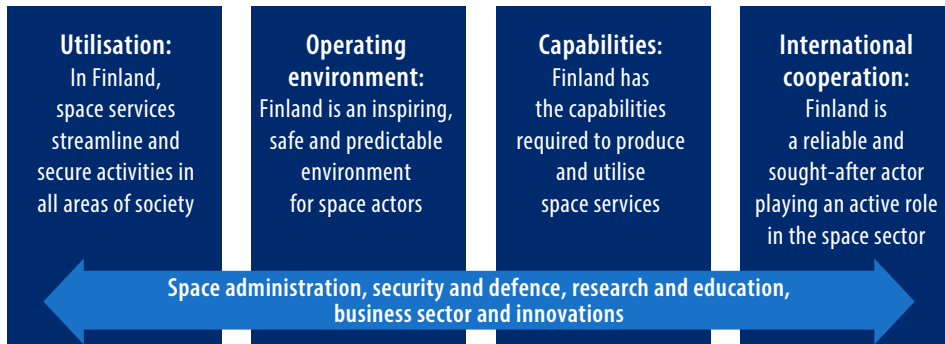 Utilisation:
In Finland,
space services
streamline and
secure activities in
all areas of society
Operating
environment:
Finland is an inspiring,
safe and predictable
environment
for space actors
Capabilities:
Finland has
the capabilities
required to produce
and utilise
space services
International
cooperation:
Finland is
a reliable and
sought-after actor
playing an active role
in the space sector
Space administration, security and defence, research and education,
business sector and innovations